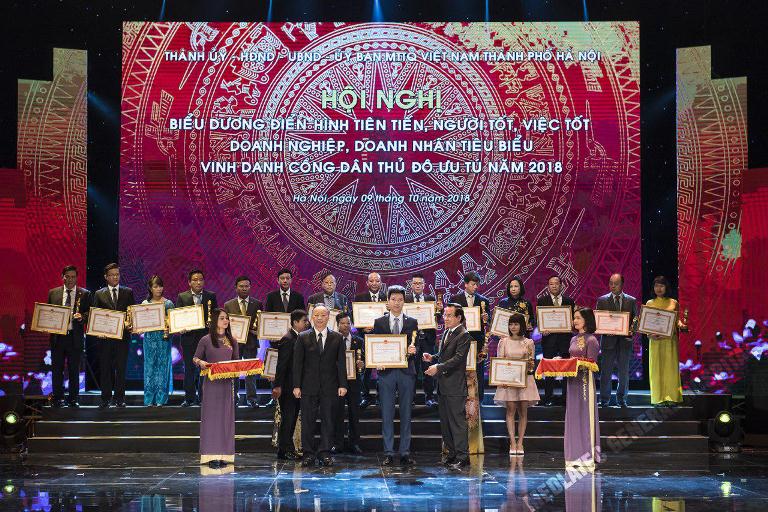 THÀNH ỦY - HĐND - UBND - ỦY BAN MTTQ VIỆT NAM THÀNH PHỐ HÀ NỘI
HỘI NGHỊ
BIỂU DƯƠNG ĐIỂN HÌNH TIÊN TIẾN, NGƯỜI TỐT, VIỆC TỐT
DOANH NGHIỆP, DOANH NHÂN TIÊU BIỂU
VINH DANH CÔNG DÂN THỦ ĐÔ ƯU TÚ NĂM 2018
Hà Nội, ngày 09 tháng 10 năm 2018